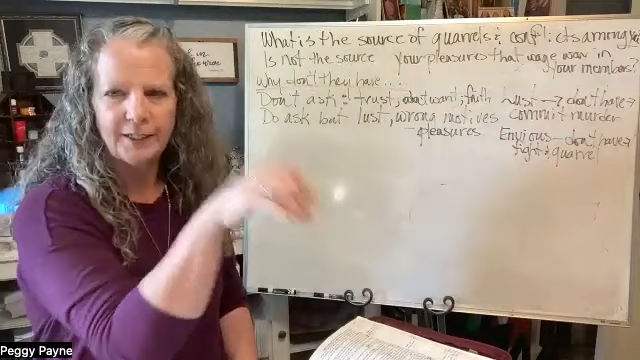 What is the source of quarrels & conflicts among
Is not the source your pleasures that wage war in
your members?
Why don't they have....
Don't ask: trust, don't want, faith Lust → don't have →
Do ask but lust, wrong motives commit murder
- pleasures Envious - don't have →
fight & quarrel
in
Peggy Payne